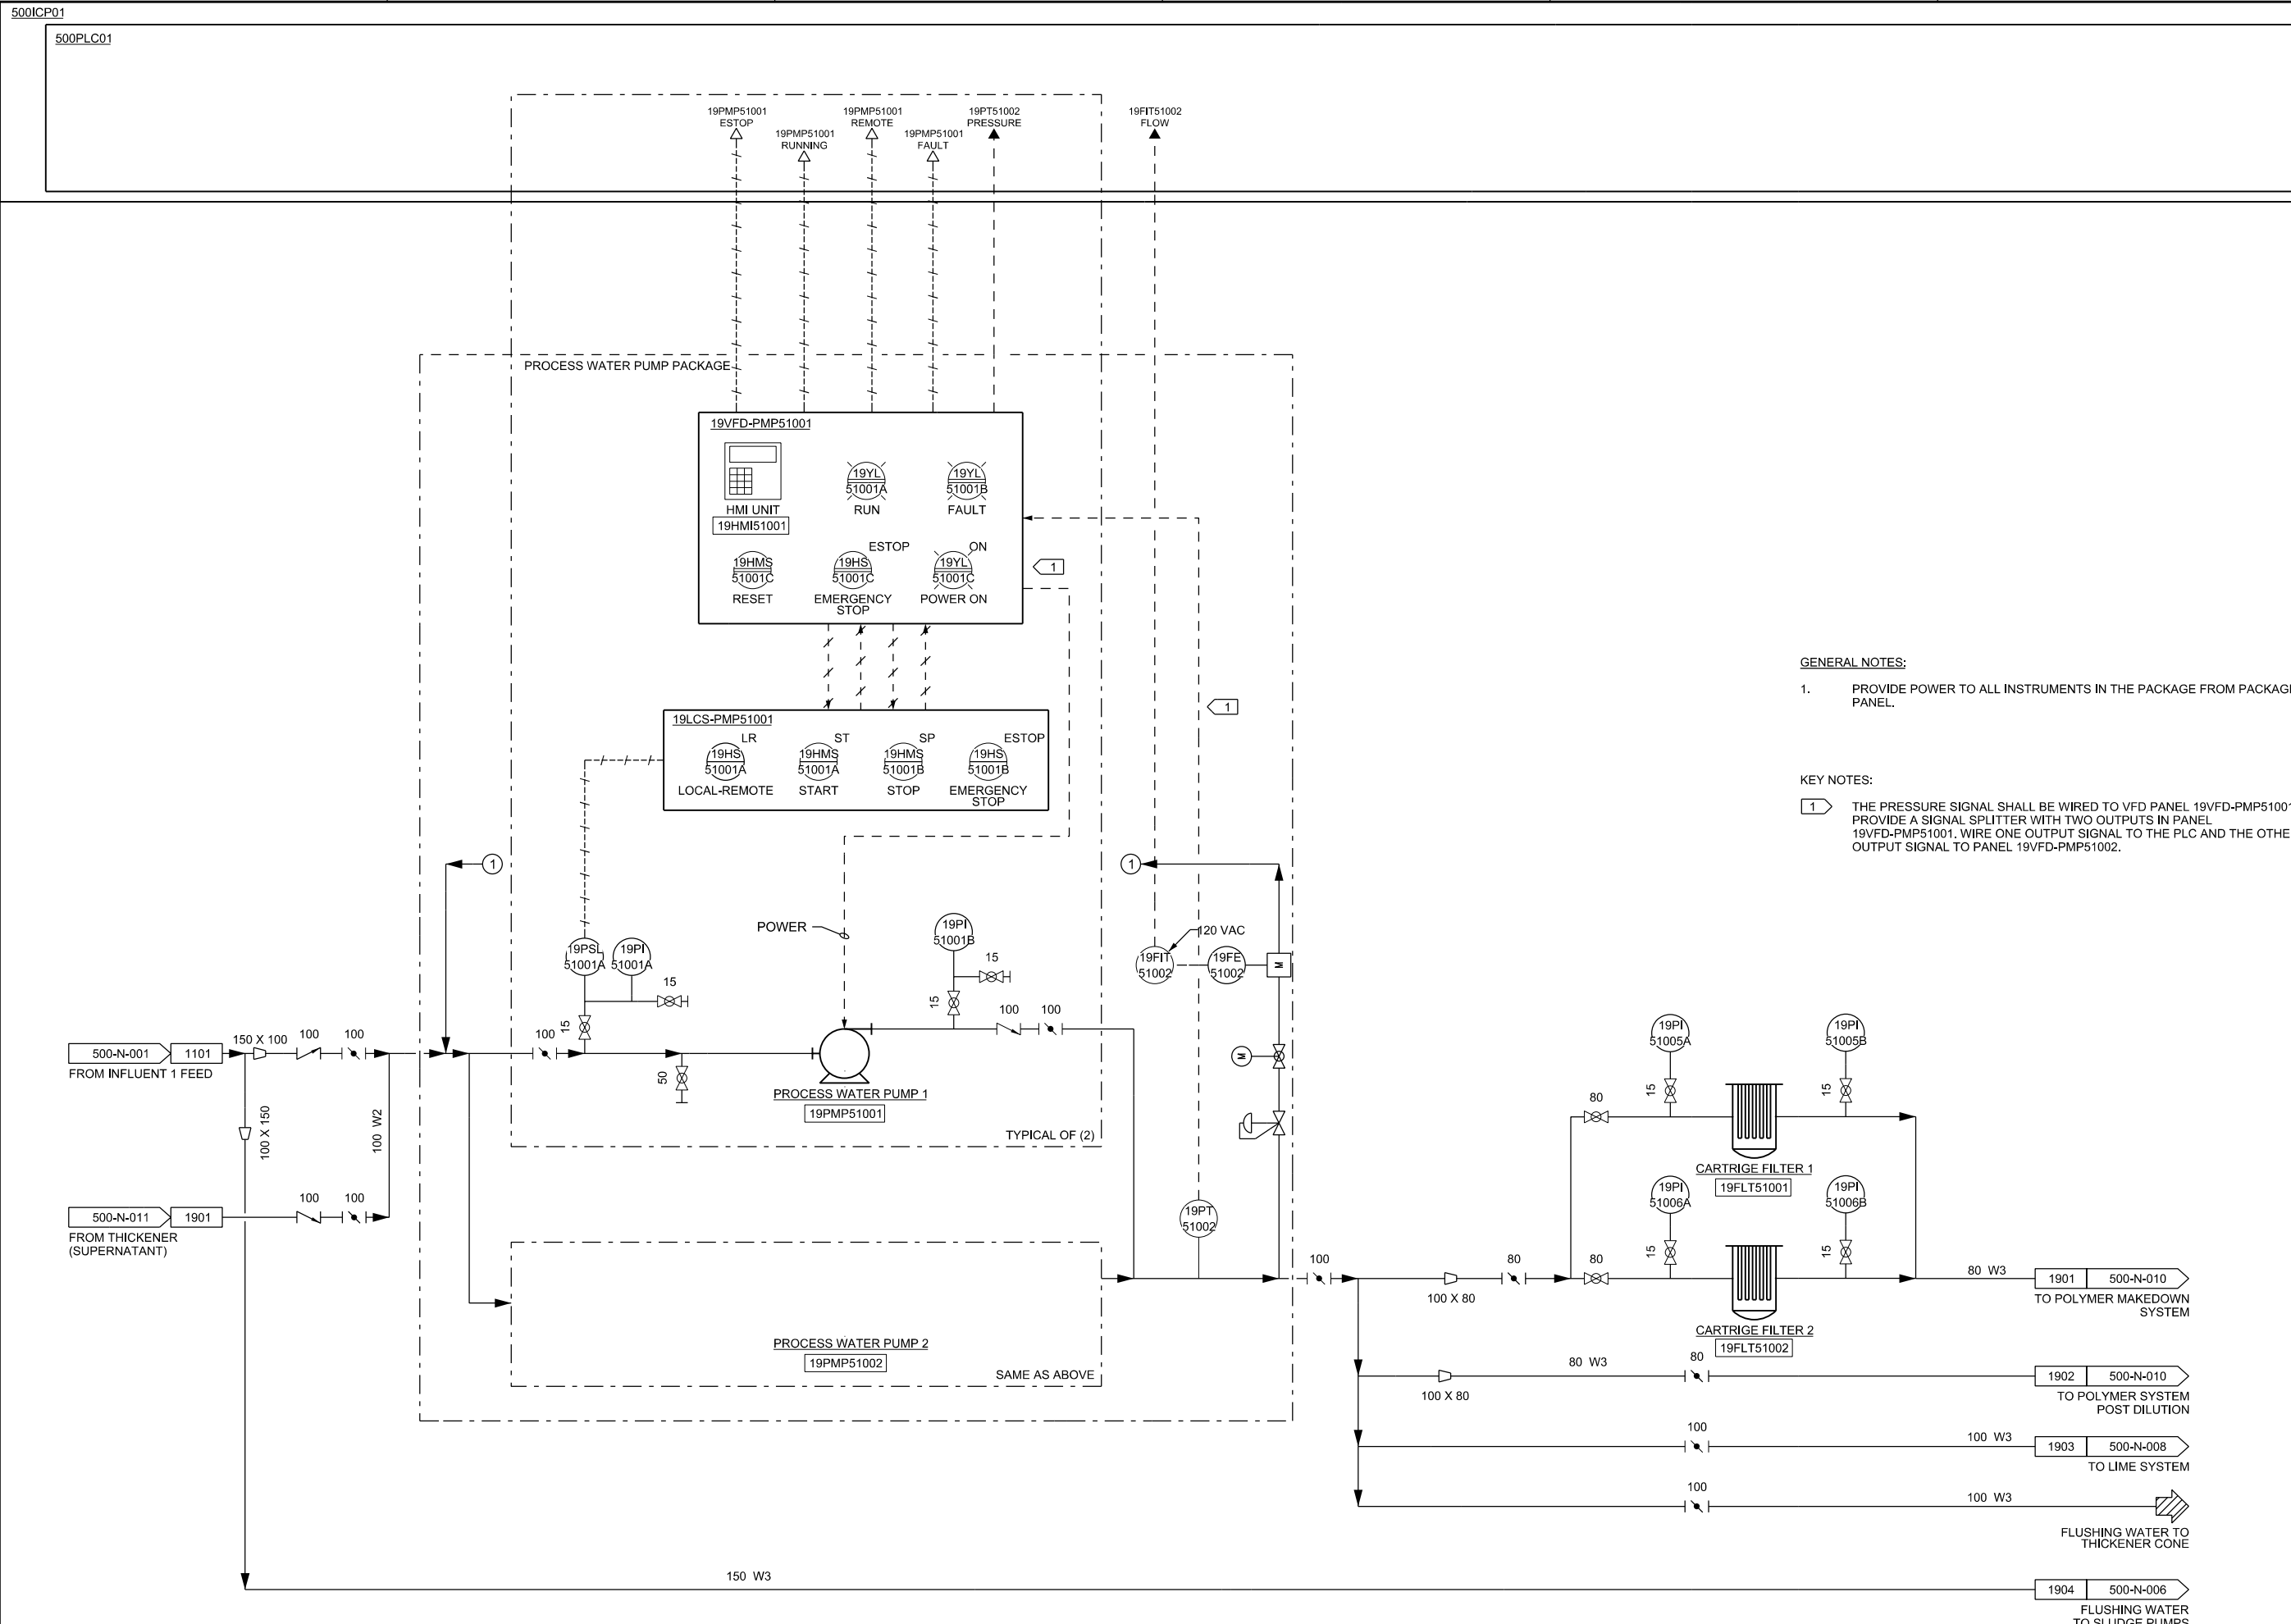 500ICP01
500PLC01
19PMP51001
ESTOP
19PMP51001
RUNNING
19PMP51001
REMOTE
19PMP51001
FAULT
19PT51002
PRESSURE
19FIT51002
FLOW
PROCESS WATER PUMP PACKAGE
19VFD-PMP51001
HMI UNIT
19HMI51001
19YL
51001A
RUN
19YL
51001B
FAULT
19HMS
51001C
RESET
ESTOP
19HS
51001C
EMERGENCY
STOP
ON
19YL
51001C
POWER ON
1
1
19LCS-PMP51001
LR
19HS
51001A
LOCAL-REMOTE
ST
19HMS
51001A
START
SP
19HMS
51001B
STOP
ESTOP
19HS
51001B
EMERGENCY
STOP
GENERAL NOTES:
1. PROVIDE POWER TO ALL INSTRUMENTS IN THE PACKAGE FROM PACKAGE
PANEL.
KEY NOTES:
1 THE PRESSURE SIGNAL SHALL BE WIRED TO VFD PANEL 19VFD-PMP51001
PROVIDE A SIGNAL SPLITTER WITH TWO OUTPUTS IN PANEL
19VFD-PMP51001. WIRE ONE OUTPUT SIGNAL TO THE PLC AND THE OTHE
OUTPUT SIGNAL TO PANEL 19VFD-PMP51002.
1
1
POWER
19PSL
51001A
19PI
51001A
15
15
19PI
51001B
15
15
100
100
120 VAC
19FIT
51002
19FE
51002
M
M
500-N-001 1101
FROM INFLUENT 1 FEED
150 X 100
100
100
100 X 150
100 W2
100
50
PROCESS WATER PUMP 1
19PMP51001
TYPICAL OF (2)
500-N-011 1901
FROM THICKENER
(SUPERNATANT)
100
100
19PT
51002
PROCESS WATER PUMP 2
19PMP51002
SAME AS ABOVE
100
100 X 80
80
80
80
19PI
51005A
15
19PI
51005B
15
CARTRIGE FILTER 1
19FLT51001
19PI
51006A
15
19PI
51006B
15
CARTRIGE FILTER 2
19FLT51002
80 W3
1901 500-N-010
TO POLYMER MAKEDOWN
SYSTEM
100 X 80
80 W3
80
1902 500-N-010
TO POLYMER SYSTEM
POST DILUTION
100
100 W3
1903 500-N-008
TO LIME SYSTEM
100
100 W3
FLUSHING WATER TO
THICKENER CONE
150 W3
1904 500-N-006
FLUSHING WATER
TO SLUDGE PUMPS